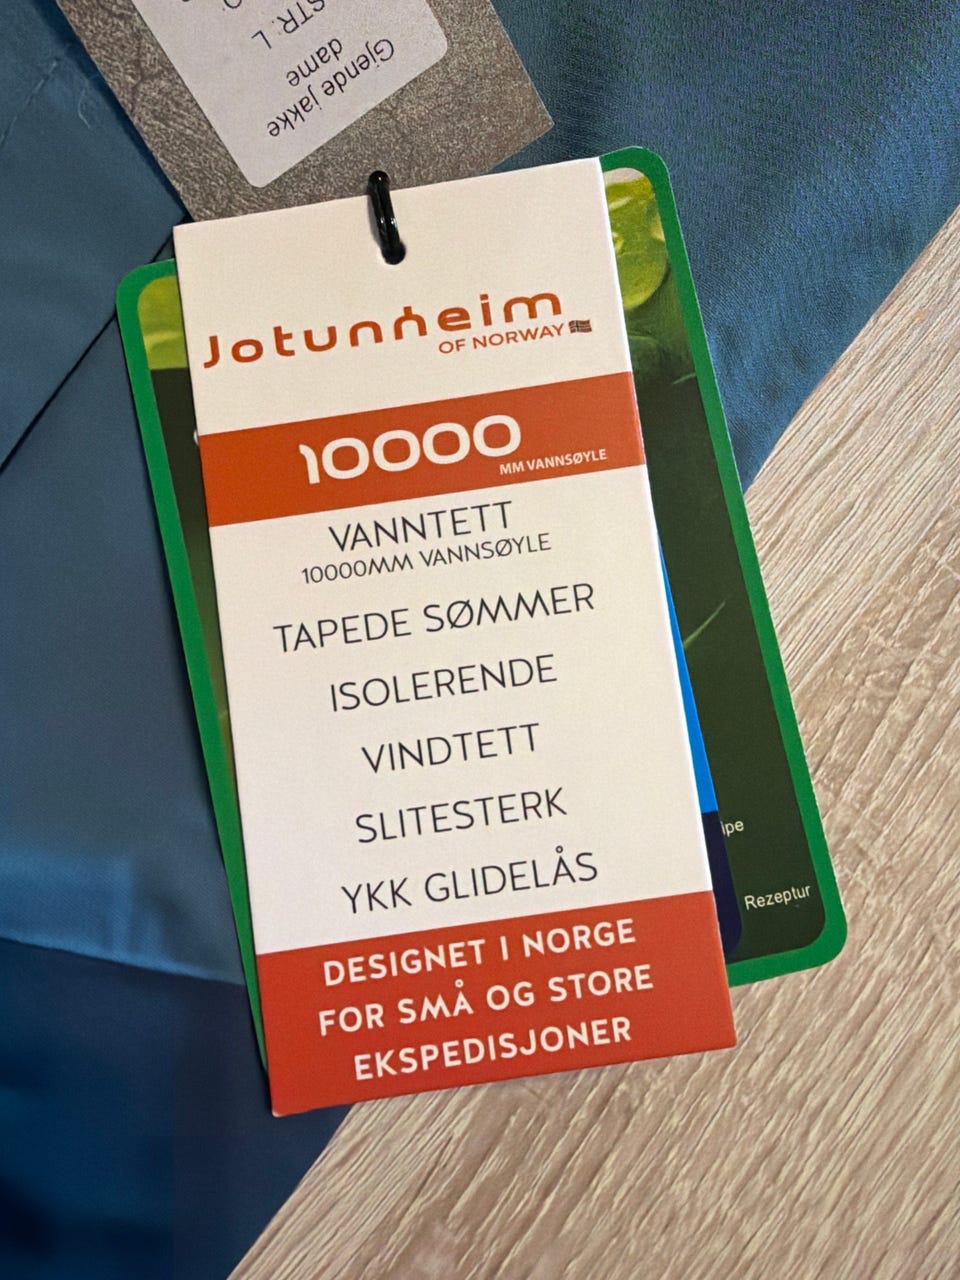 Gjende jakke
dame
STR: L
Jotunheim
OF NORWAY
10000
MM VANNSØYLE
VANNTETT
10000MM VANNSØYLE
TAPEDE SØMMER
ISOLERENDE
VINDTETT
SLITESTERK
YKK GLIDELÅS
DESIGNET I NORGE
FOR SMÅ OG STORE
EKSPEDISJONER
Rezeptur